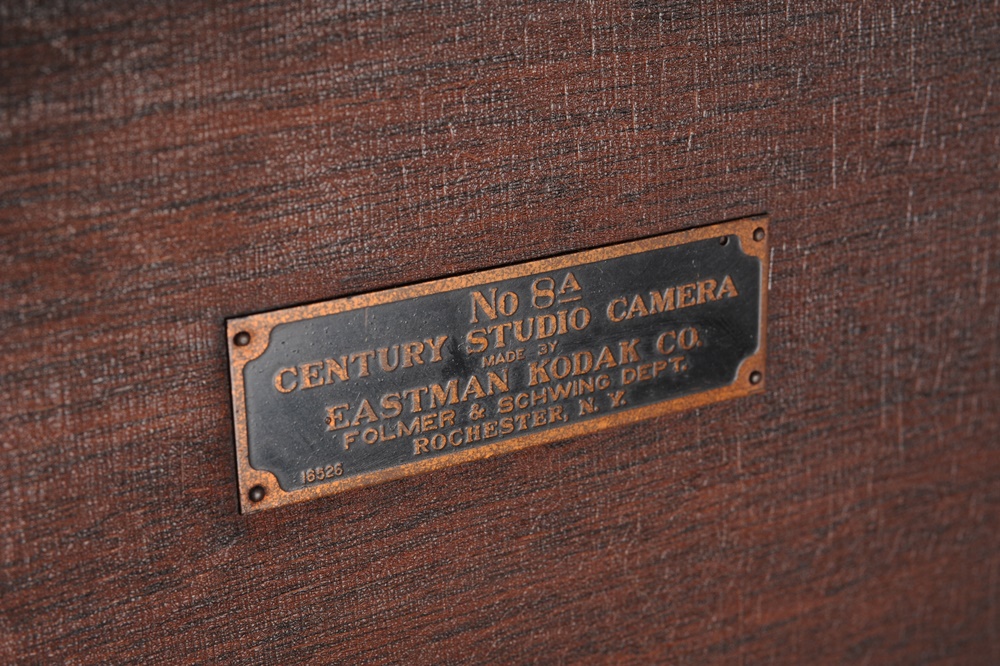 No 8A
CENTURY STUDIO CAMERA
MADE BY
EASTMAN KODAK CO.
FOLMER & SCHWING DEPT.
ROCHESTER, N.Y.
16526